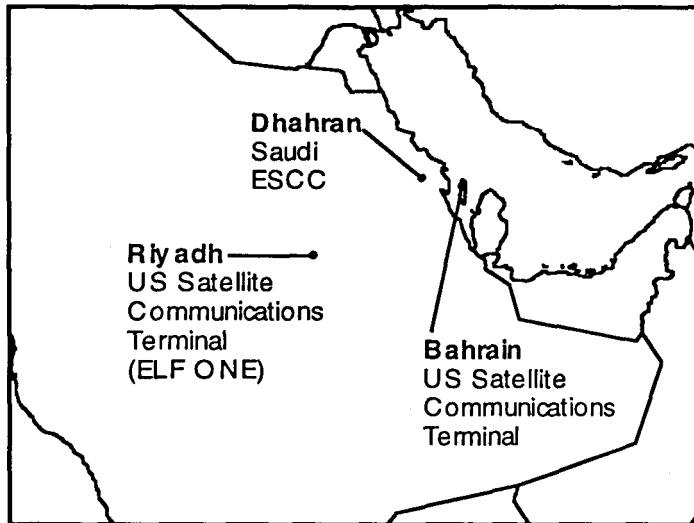 Dhahran
Saudi
ESCC
Riyadh
US Satellite
Communications
Terminal
(ELF ONE)
Bahrain
US Satellite
Communications
Terminal